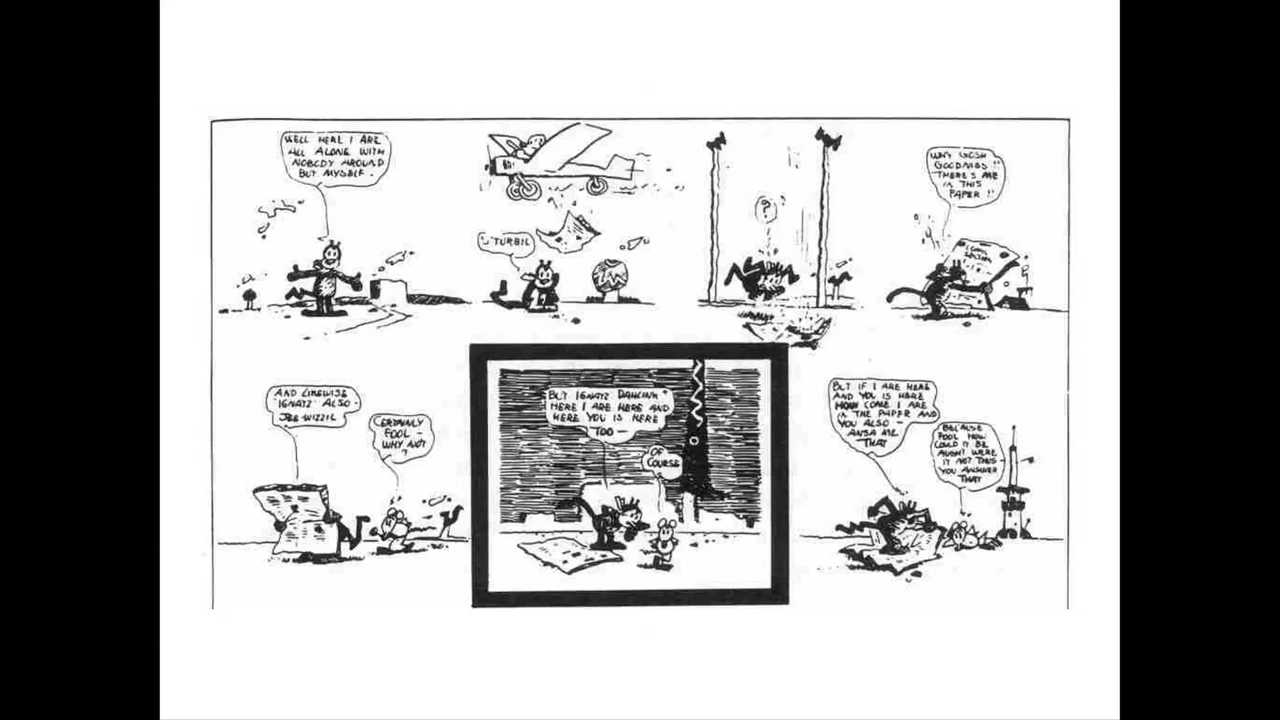 WELL HERE I ARE
ALL ALONE WITH
NOBODY AROUND
BUT MYSELF.
?
WHY GOSH
GOODNISS!!
THERE'S ME
IN THIS
PAPER!!
AND LIKEWISE
"IGNATZ" ALSO -
JEE-WIZZIL
CERTAINLY
FOOL -
WHY NOT
?
BUT IGNATZ DAHLINK
HERE I ARE HERE AND
HERE YOU IS HERE
TOO -
OF
COURSE
BUT IF I ARE HERE
AND YOU IS HERE
HOW COME I ARE
IN THE PAPER AND
YOU ALSO -
ANSA ME
THAT
BECAUSE
FOOL HOW
COULD IT BE
AUGHT WERE
IT NOT THIS
YOU ANSWER
THAT